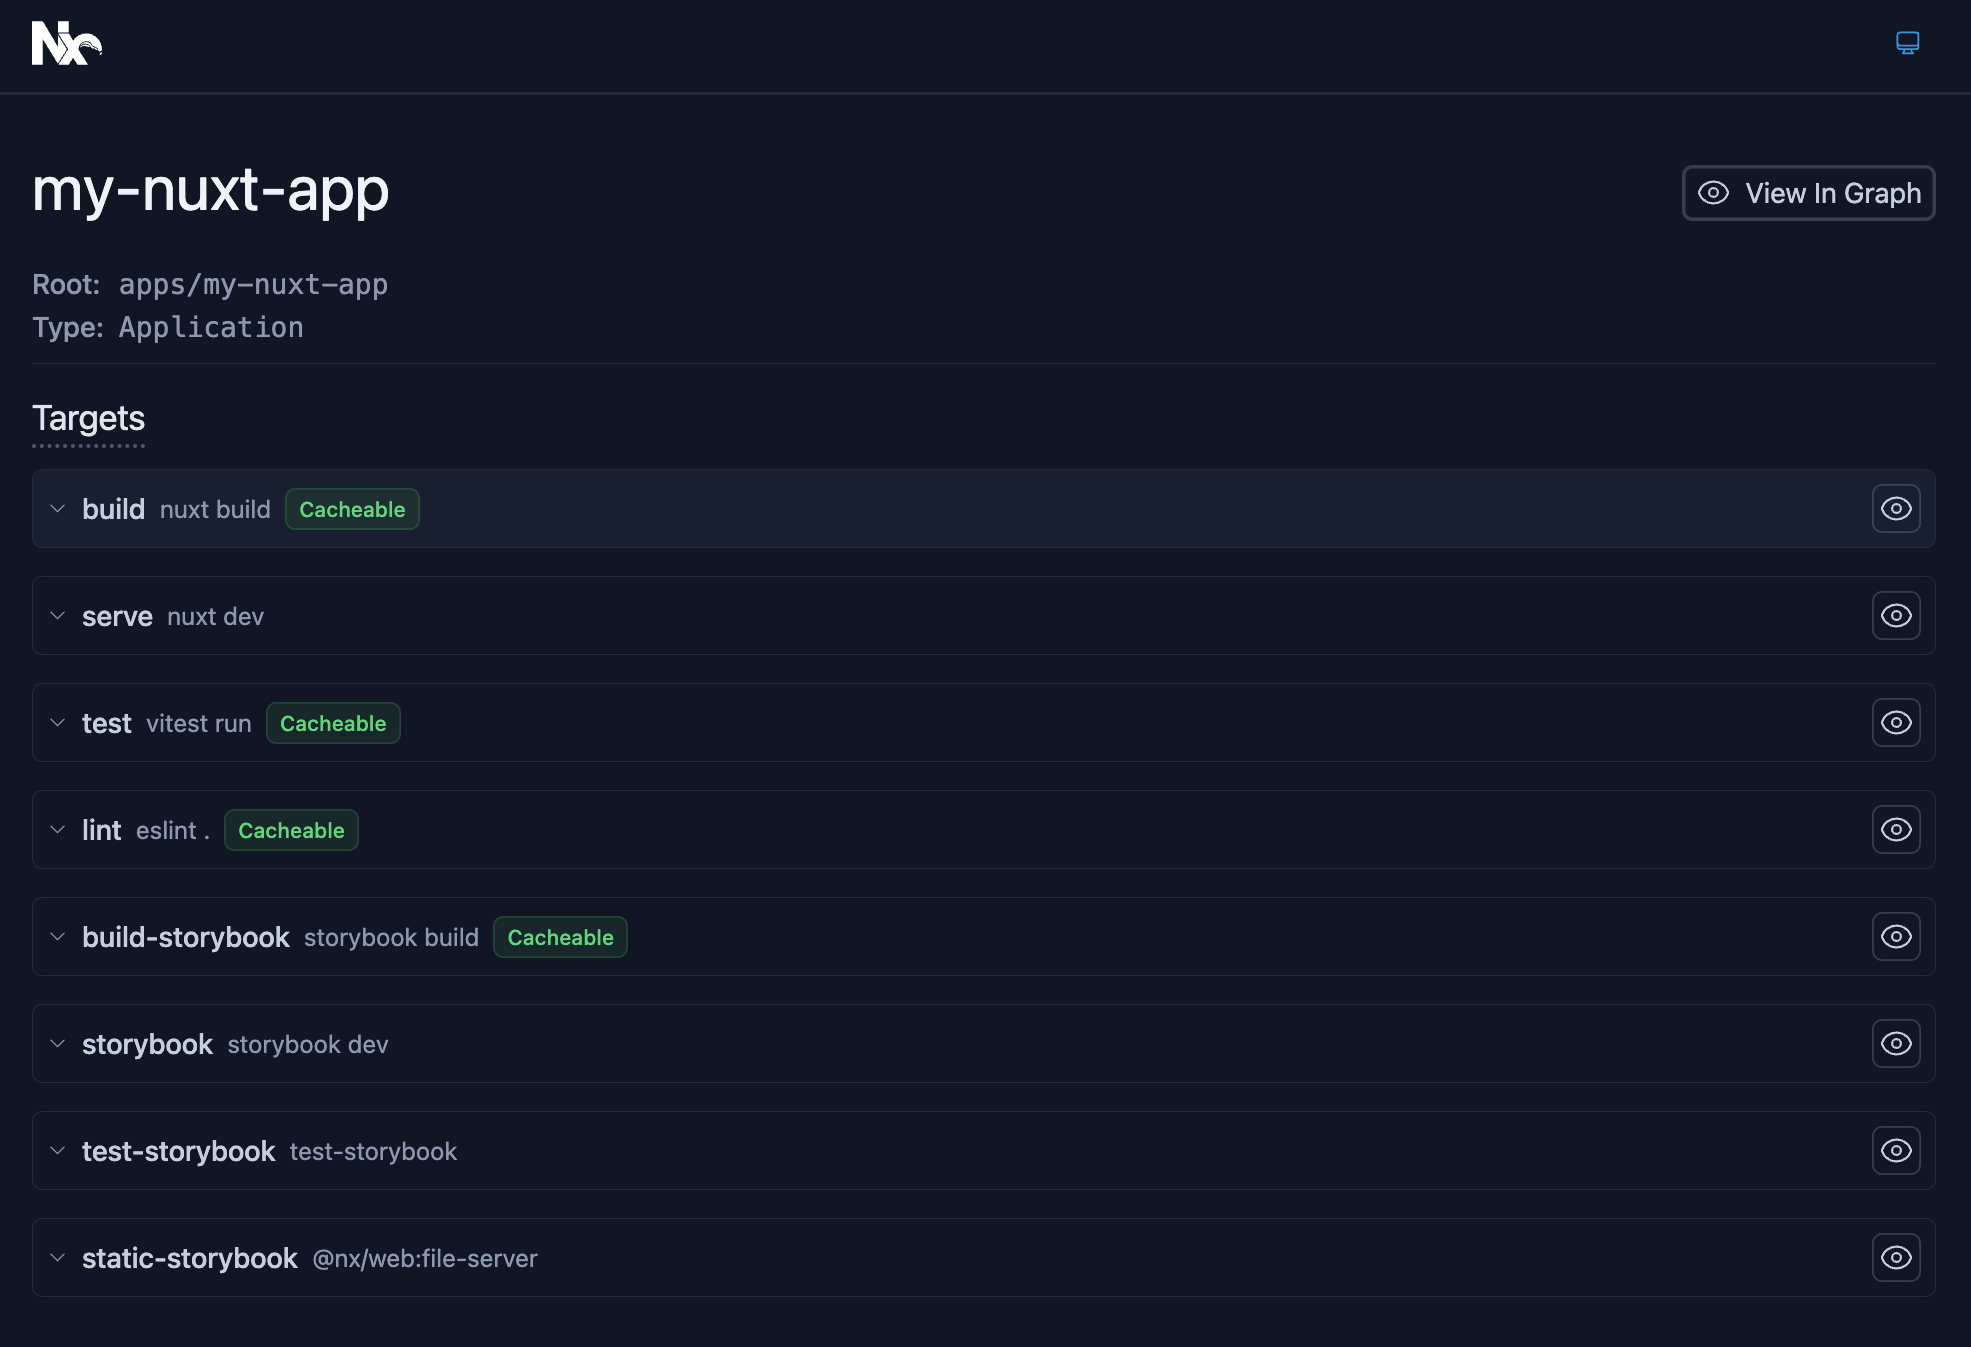 Nx
my-nuxt-app
View In Graph
Root: apps/my-nuxt-app
Type: Application
Targets
build nuxt build Cacheable
serve nuxt dev
test vitest run Cacheable
lint eslint . Cacheable
build-storybook storybook build Cacheable
storybook storybook dev
test-storybook test-storybook
static-storybook @nx/web:file-server